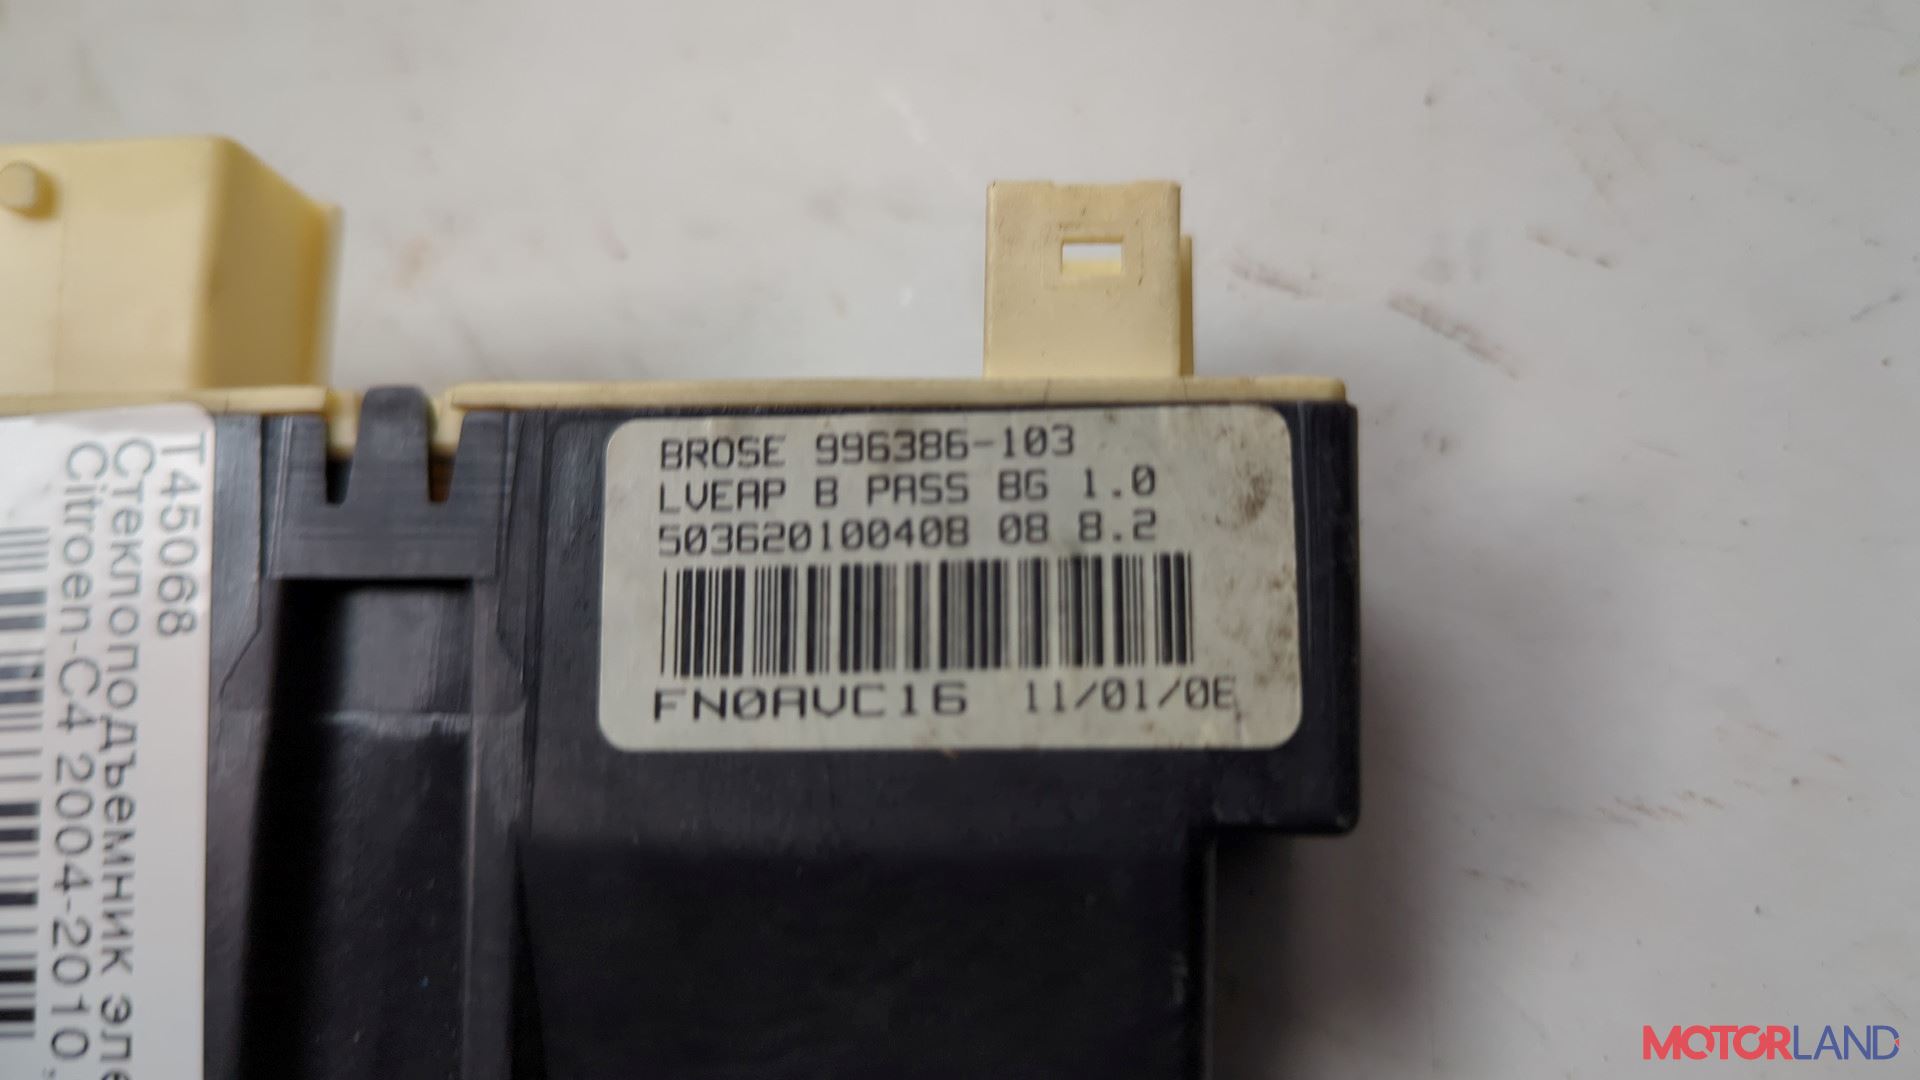 T45068
Стеклоподъемник эле
Citroen-C4 2004-2010,
BROSE 996386-103
LVEAP B PASS BG 1.0
503620100408 08 8.2
FN0AVC16 11/01/0E
MOTORLAND